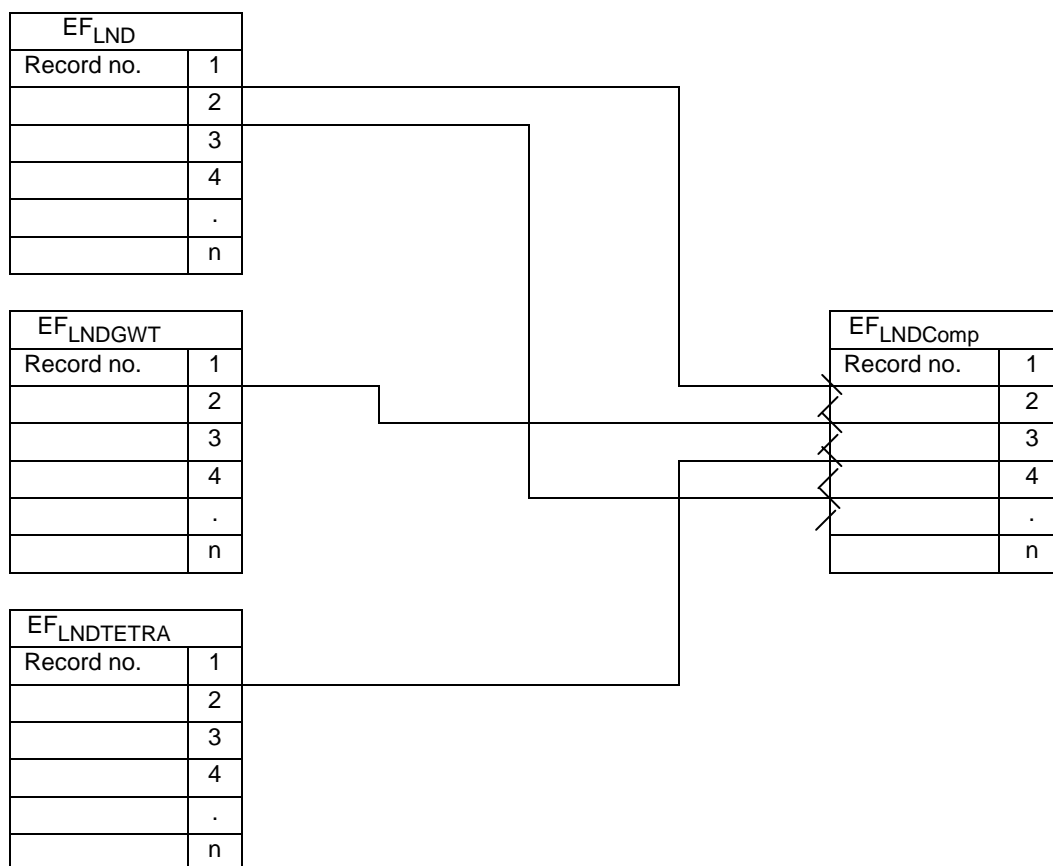 EFLND
Record no. 1
2
3
4
.
n
EFLNDGWT
Record no. 1
2
3
4
.
n
EFLNDComp
Record no. 1
2
3
4
.
n
EFLNDTETRA
Record no. 1
2
3
4
.
n